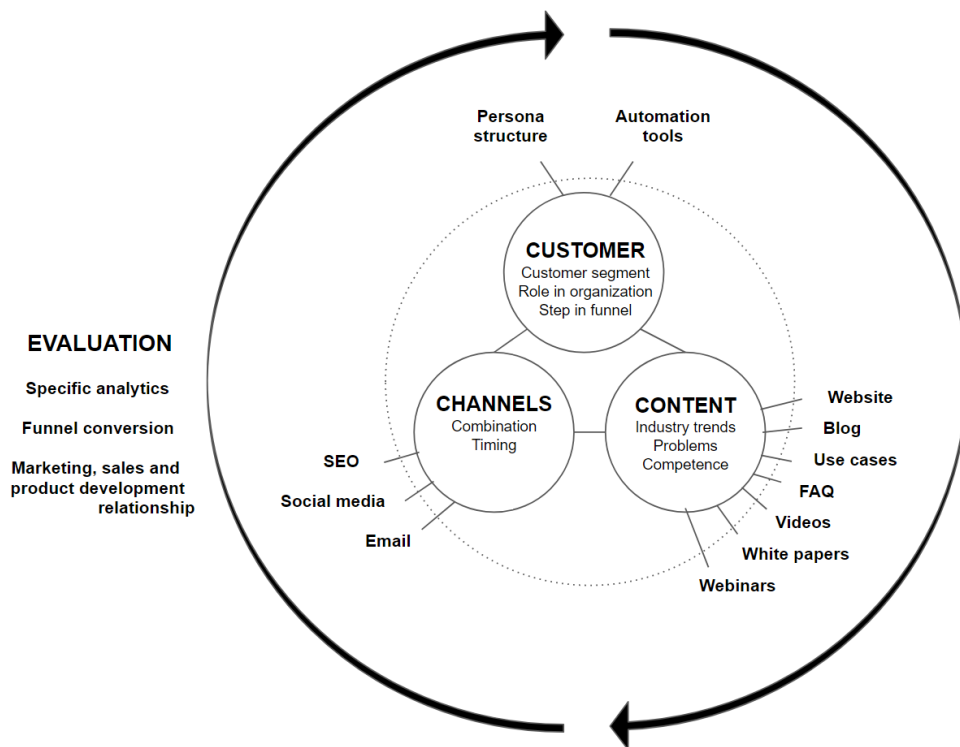 Persona
structure
Automation
tools
CUSTOMER
Customer segment
Role in organization
Step in funnel
EVALUATION
Specific analytics
Funnel conversion
Marketing, sales and
product development
relationship
CHANNELS
Combination
Timing
SEO
Social media
Email
CONTENT
Industry trends
Problems
Competence
Website
Blog
Use cases
FAQ
Videos
White papers
Webinars